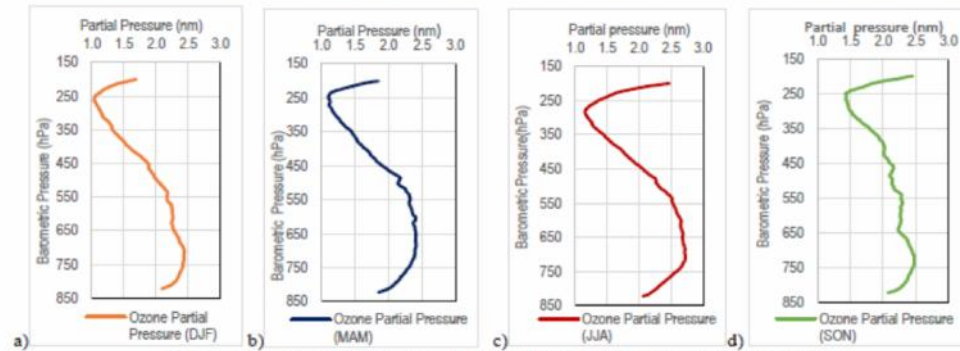 Partial Pressure (nm)
1.0 1.5 2.0 2.5 3.0
150
250
350
450
550
650
750
850
Barometric Pressure (hPa)
Ozone Partial
Pressure (DJF)
a)
Partial Pressure (nm)
1.0 1.5 2.0 2.5 3.0
150
250
350
450
550
650
750
850
Barometric Pressure (hPa)
Ozone Partial Pressure
(MAM)
b)
Partial pressure (nm)
1.0 1.5 2.0 2.5 3.0
150
250
350
450
550
650
750
850
Barometric Pressure(hPa)
Ozone Partial Pressure
(JJA)
c)
Partial pressure (nm)
1.0 1.5 2.0 2.5 3.0
150
250
350
450
550
650
750
850
Barometric Pressure (hPa)
Ozone Partial Pressure
(SON)
d)